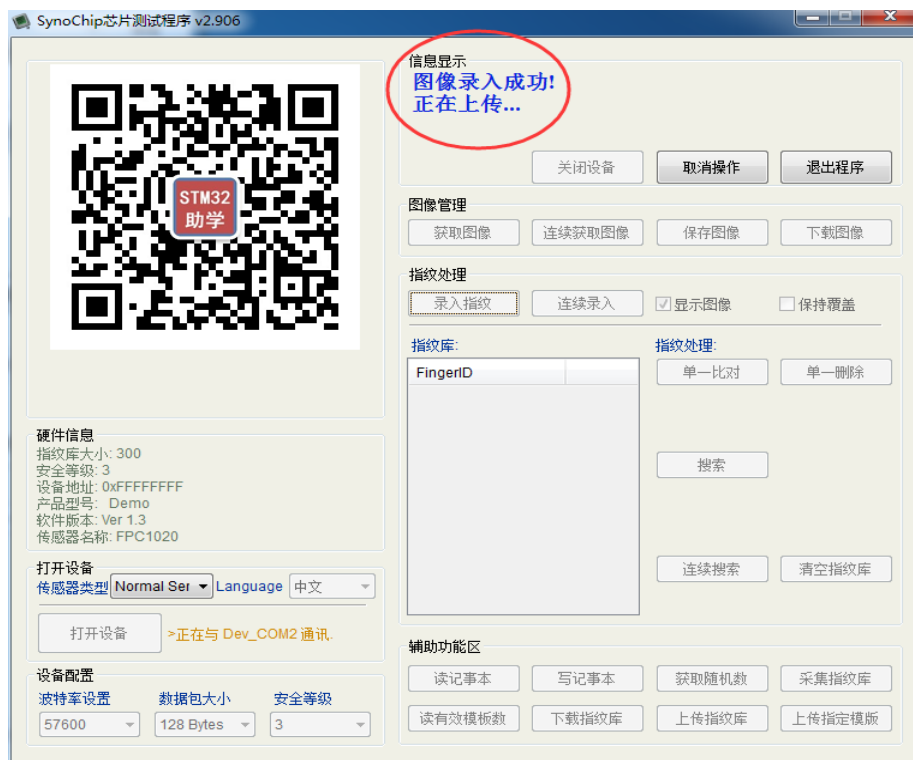 SynoChip芯片测试程序 v2.906
STM32
助学
信息显示
图像录入成功!
正在上传...
关闭设备 取消操作 退出程序
图像管理
获取图像 连续获取图像 保存图像 下载图像
指纹处理
录入指纹 连续录入 显示图像 保持覆盖
指纹库:
FingerID
指纹处理:
单一比对 单一删除
搜索
连续搜索 清空指纹库
硬件信息
指纹库大小: 300
安全等级: 3
设备地址: 0xFFFFFFFF
产品型号: Demo
软件版本: Ver 1.3
传感器名称: FPC1020
打开设备
传感器类型 Normal Ser Language 中文
打开设备 >正在与 Dev_COM2 通讯.
设备配置
波特率设置 数据包大小 安全等级
57600 128 Bytes 3
辅助功能区
读记事本 写记事本 获取随机数 采集指纹库
读有效模板数 下载指纹库 上传指纹库 上传指定模版